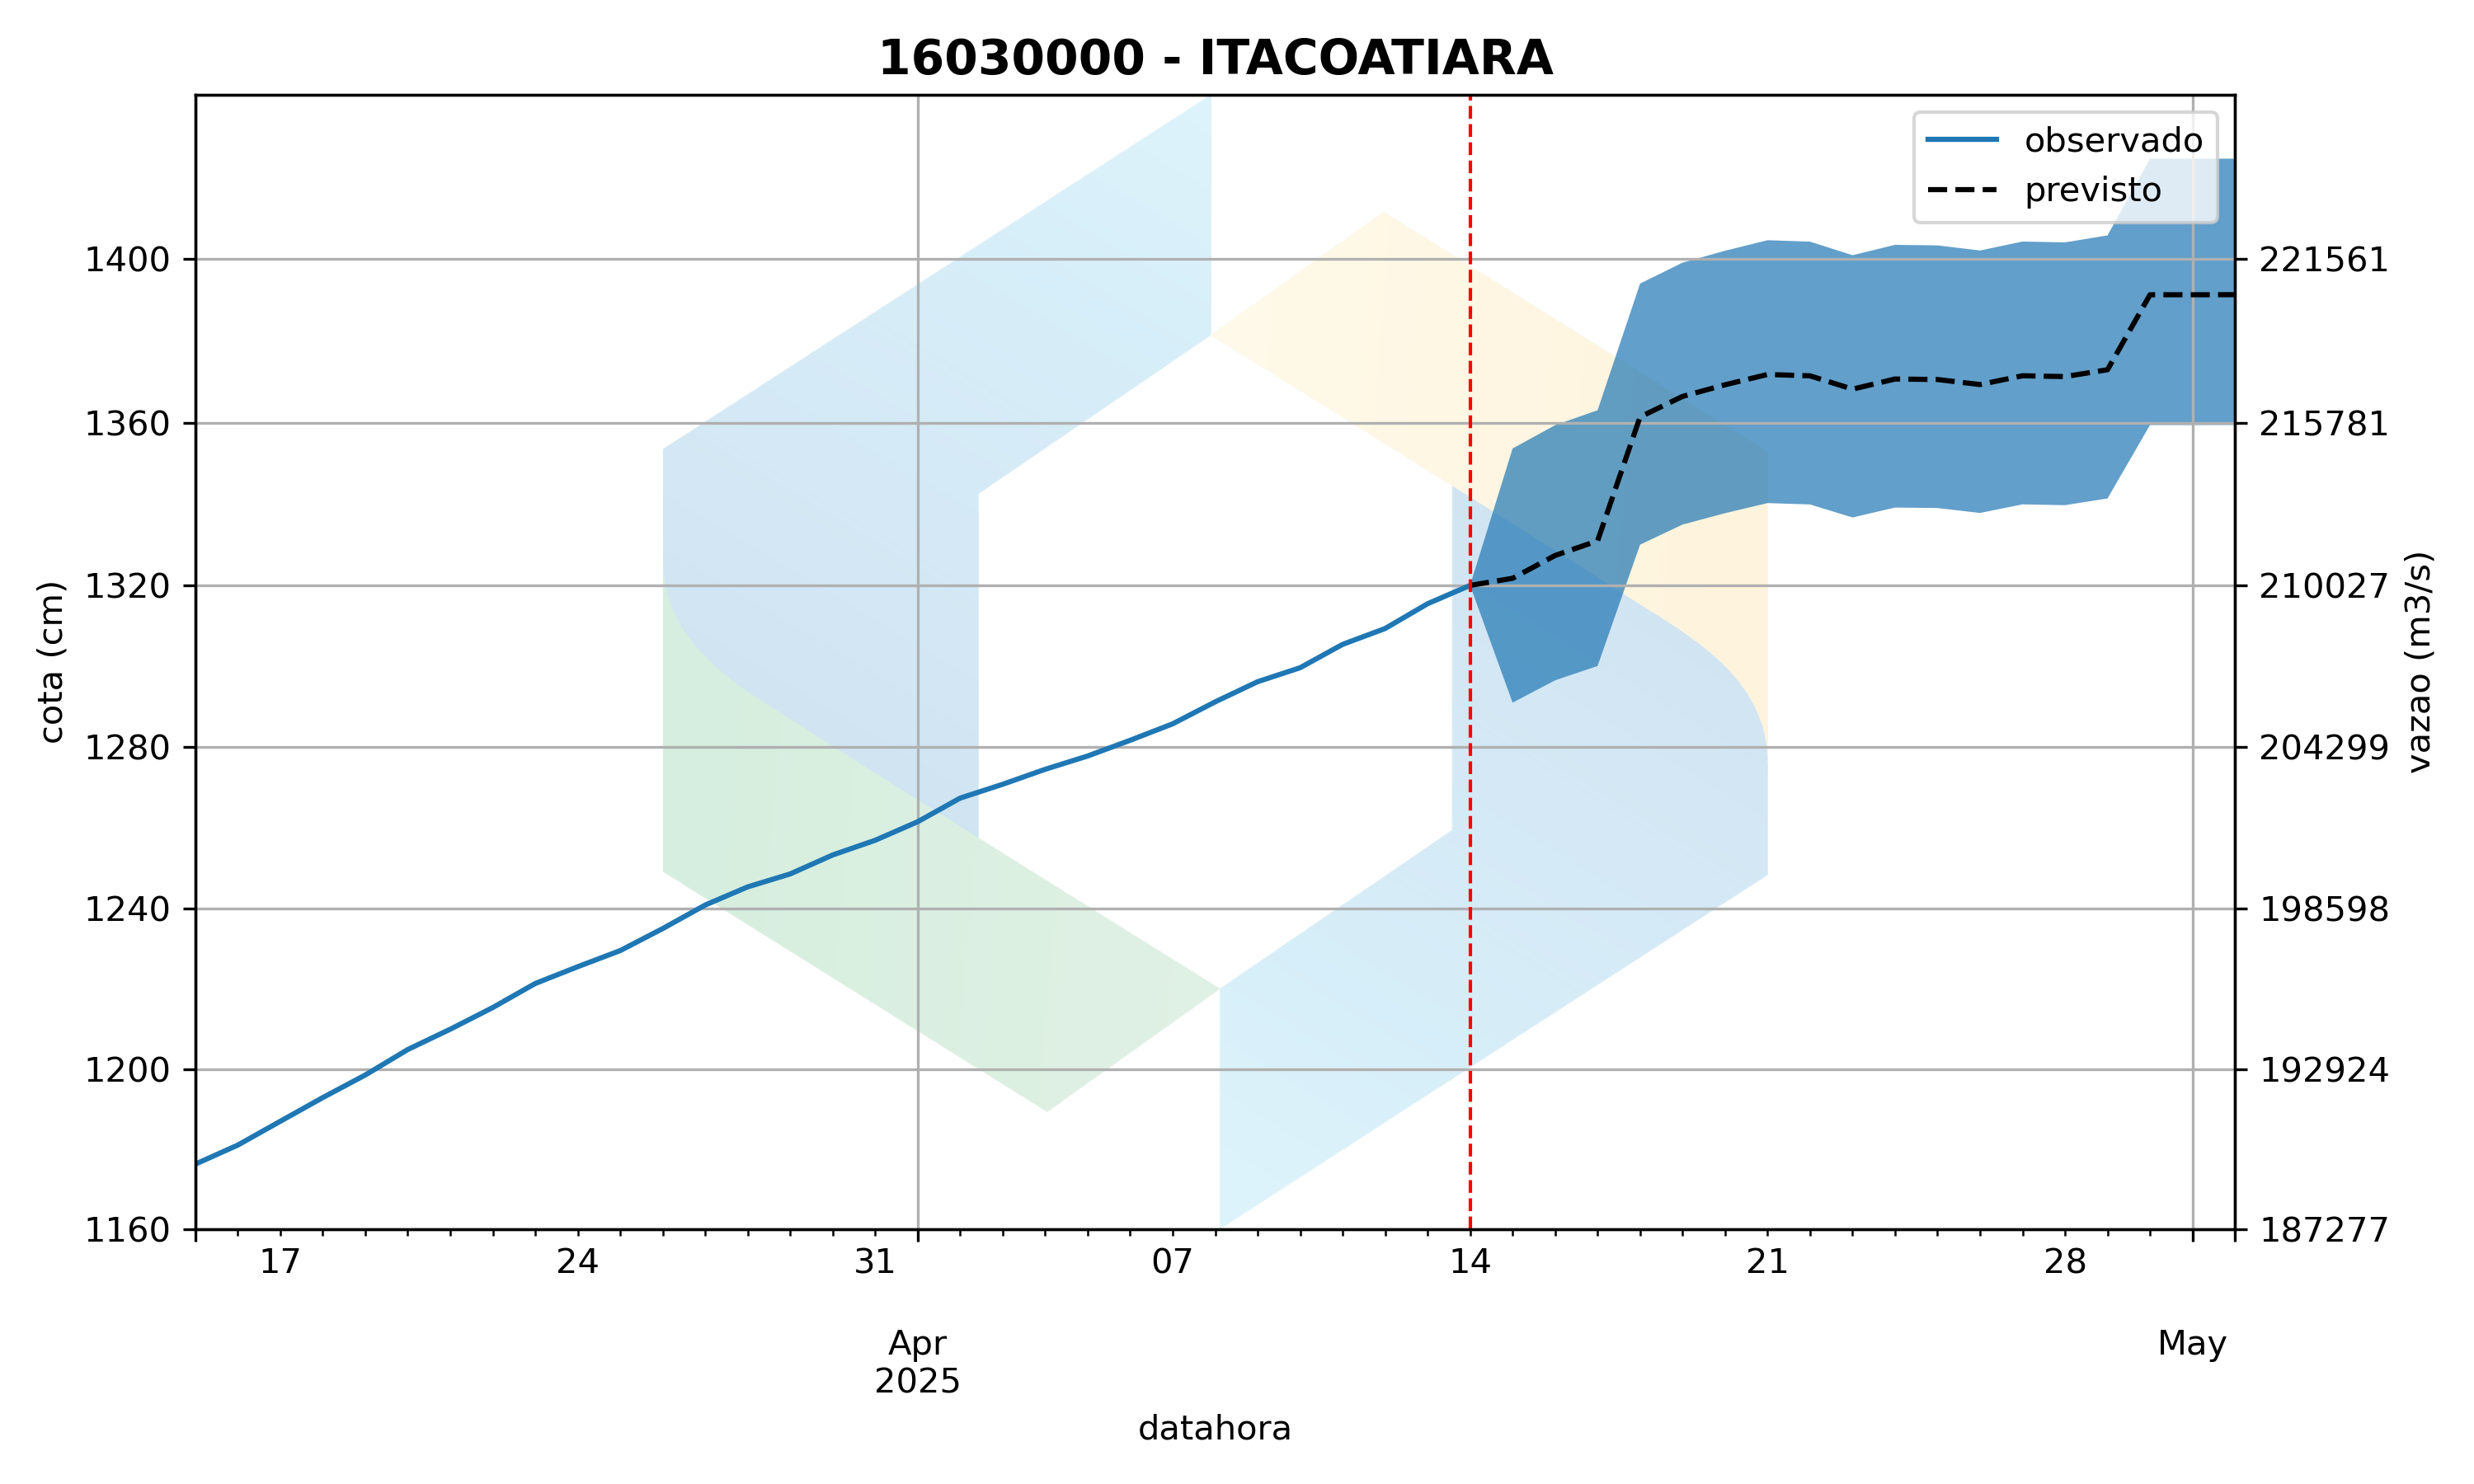 16030000 - ITACOATIARA
observado
previsto
1400
1360
1320
1280
1240
1200
1160
cota (cm)
221561
215781
210027
204299
198598
192924
187277
vazao (m3/s)
17 24 31 07 14 21 28
Apr May
2025
datahora